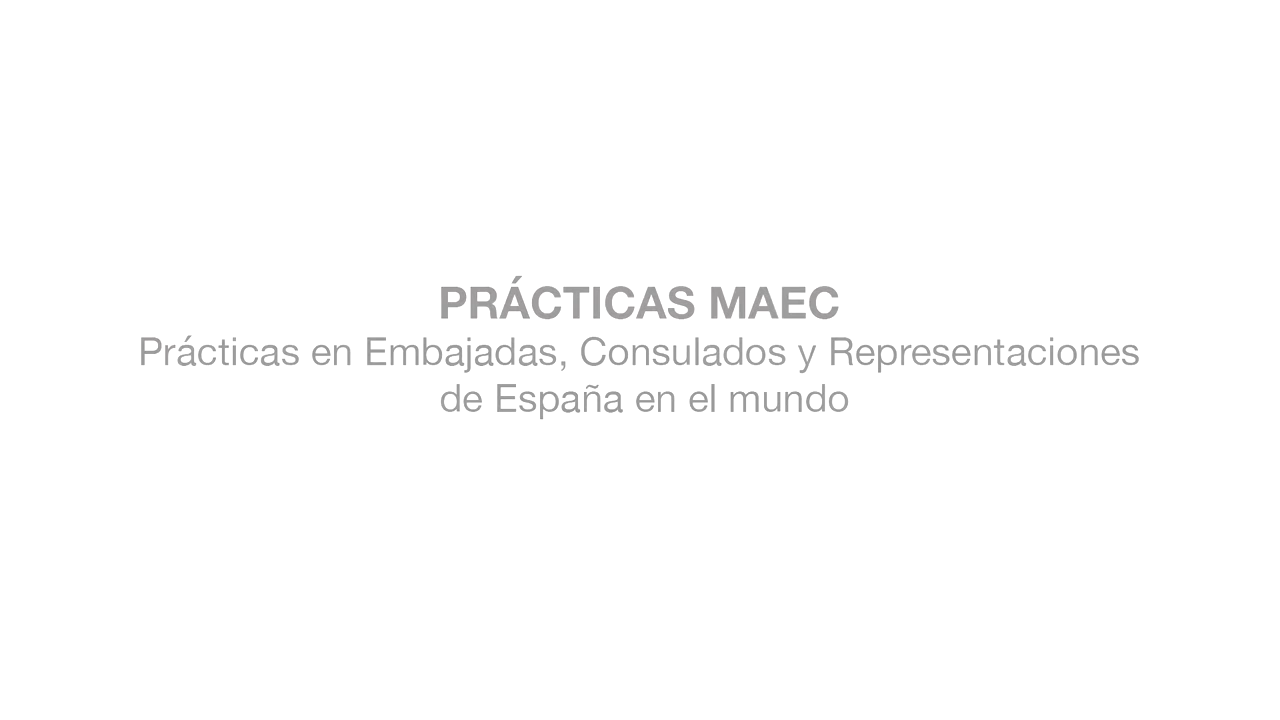 PRÁCTICAS MAEC
Prácticas en Embajadas, Consulados y Representaciones
de España en el mundo